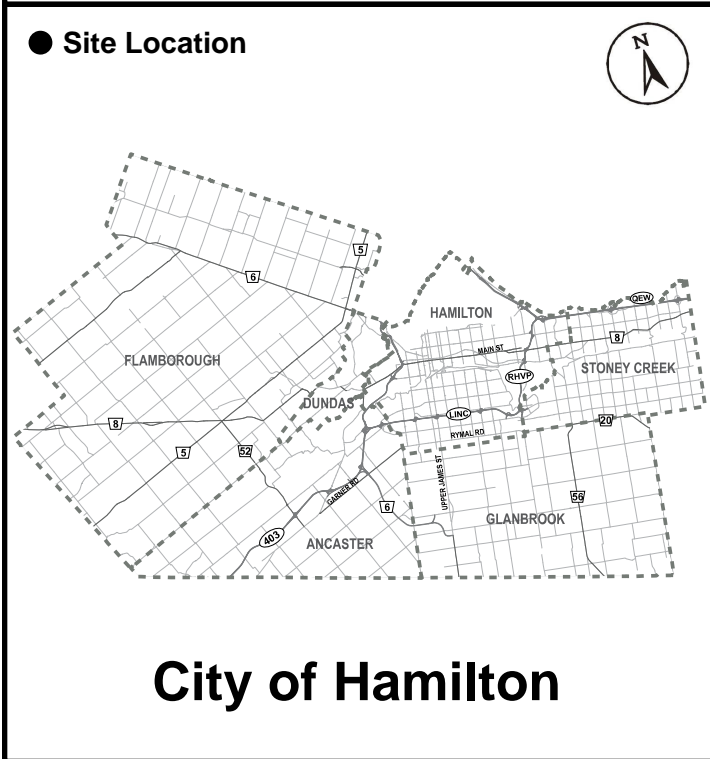 Site Location
N
5
6
HAMILTON
QEW
MAIN ST
8
FLAMBOROUGH
STONEY CREEK
RHVP
DUNDAS
LINC
20
8
RYMAL RD
5
52
UPPER JAMES ST
GARNER RD
56
6
GLANBROOK
403
ANCASTER
City of Hamilton